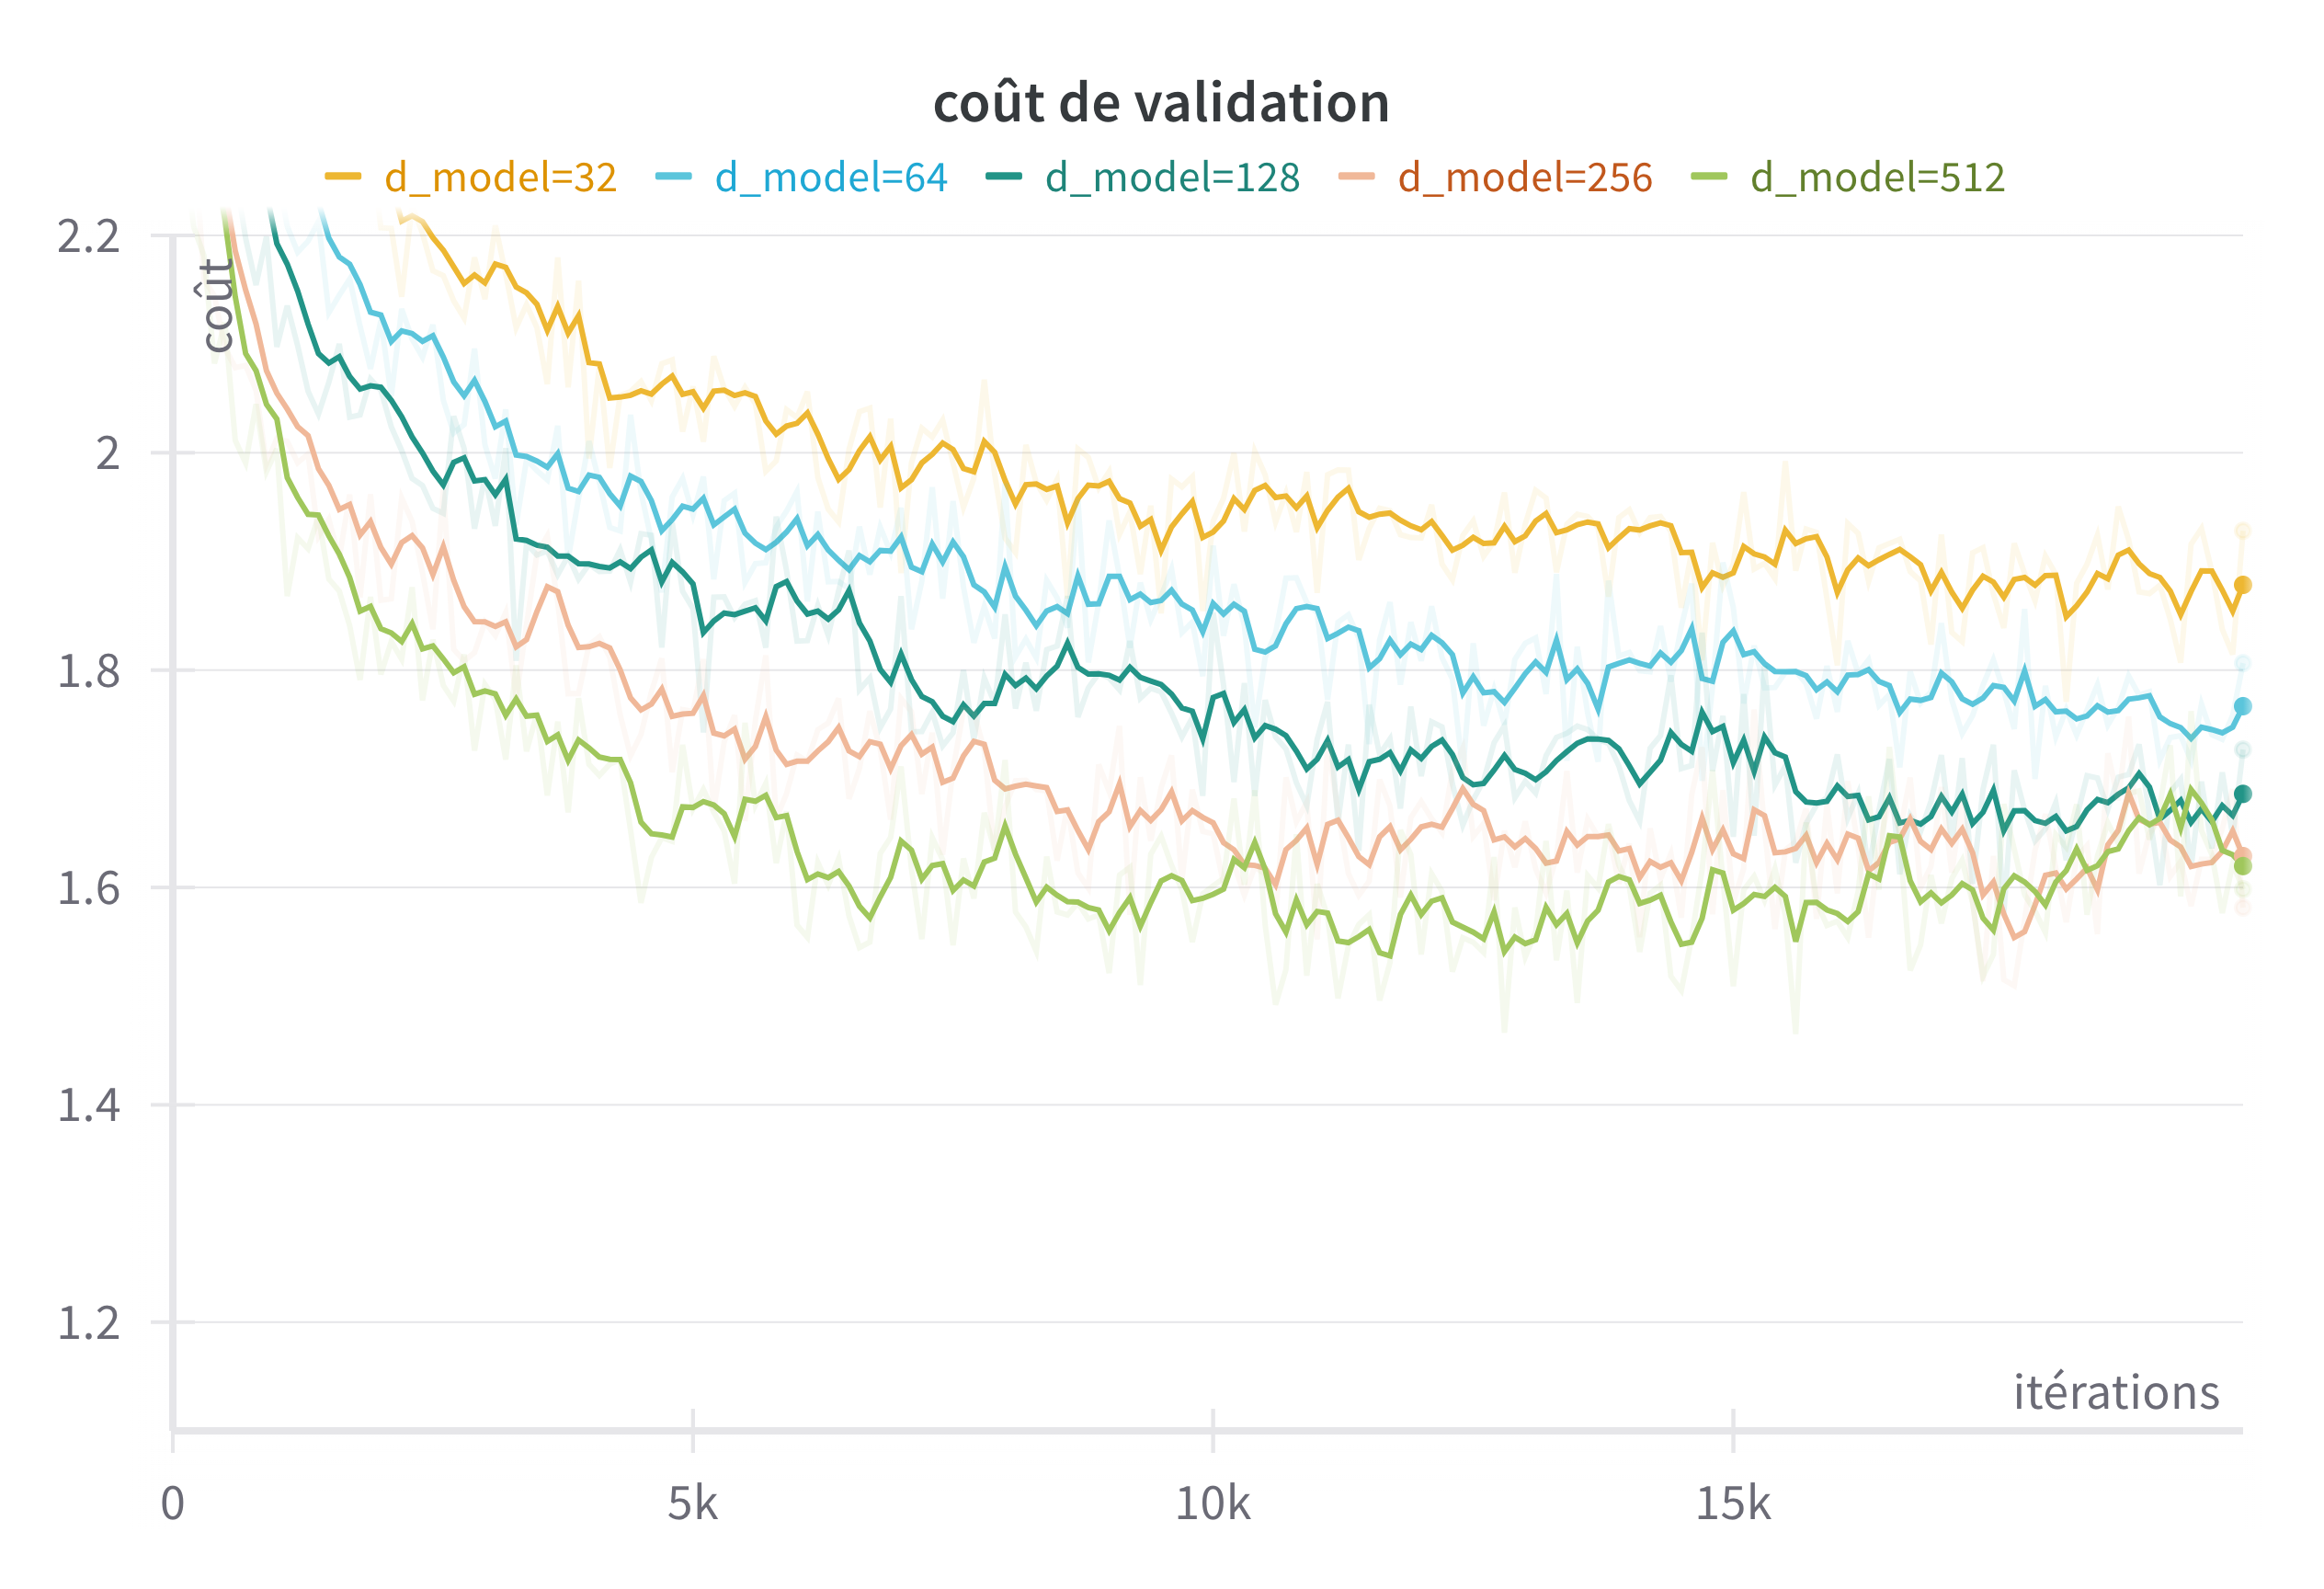 coût de validation
d_model=32 d_model=64 d_model=128 d_model=256 d_model=512
coût
2.2
2
1.8
1.6
1.4
1.2
itérations
0 5k 10k 15k